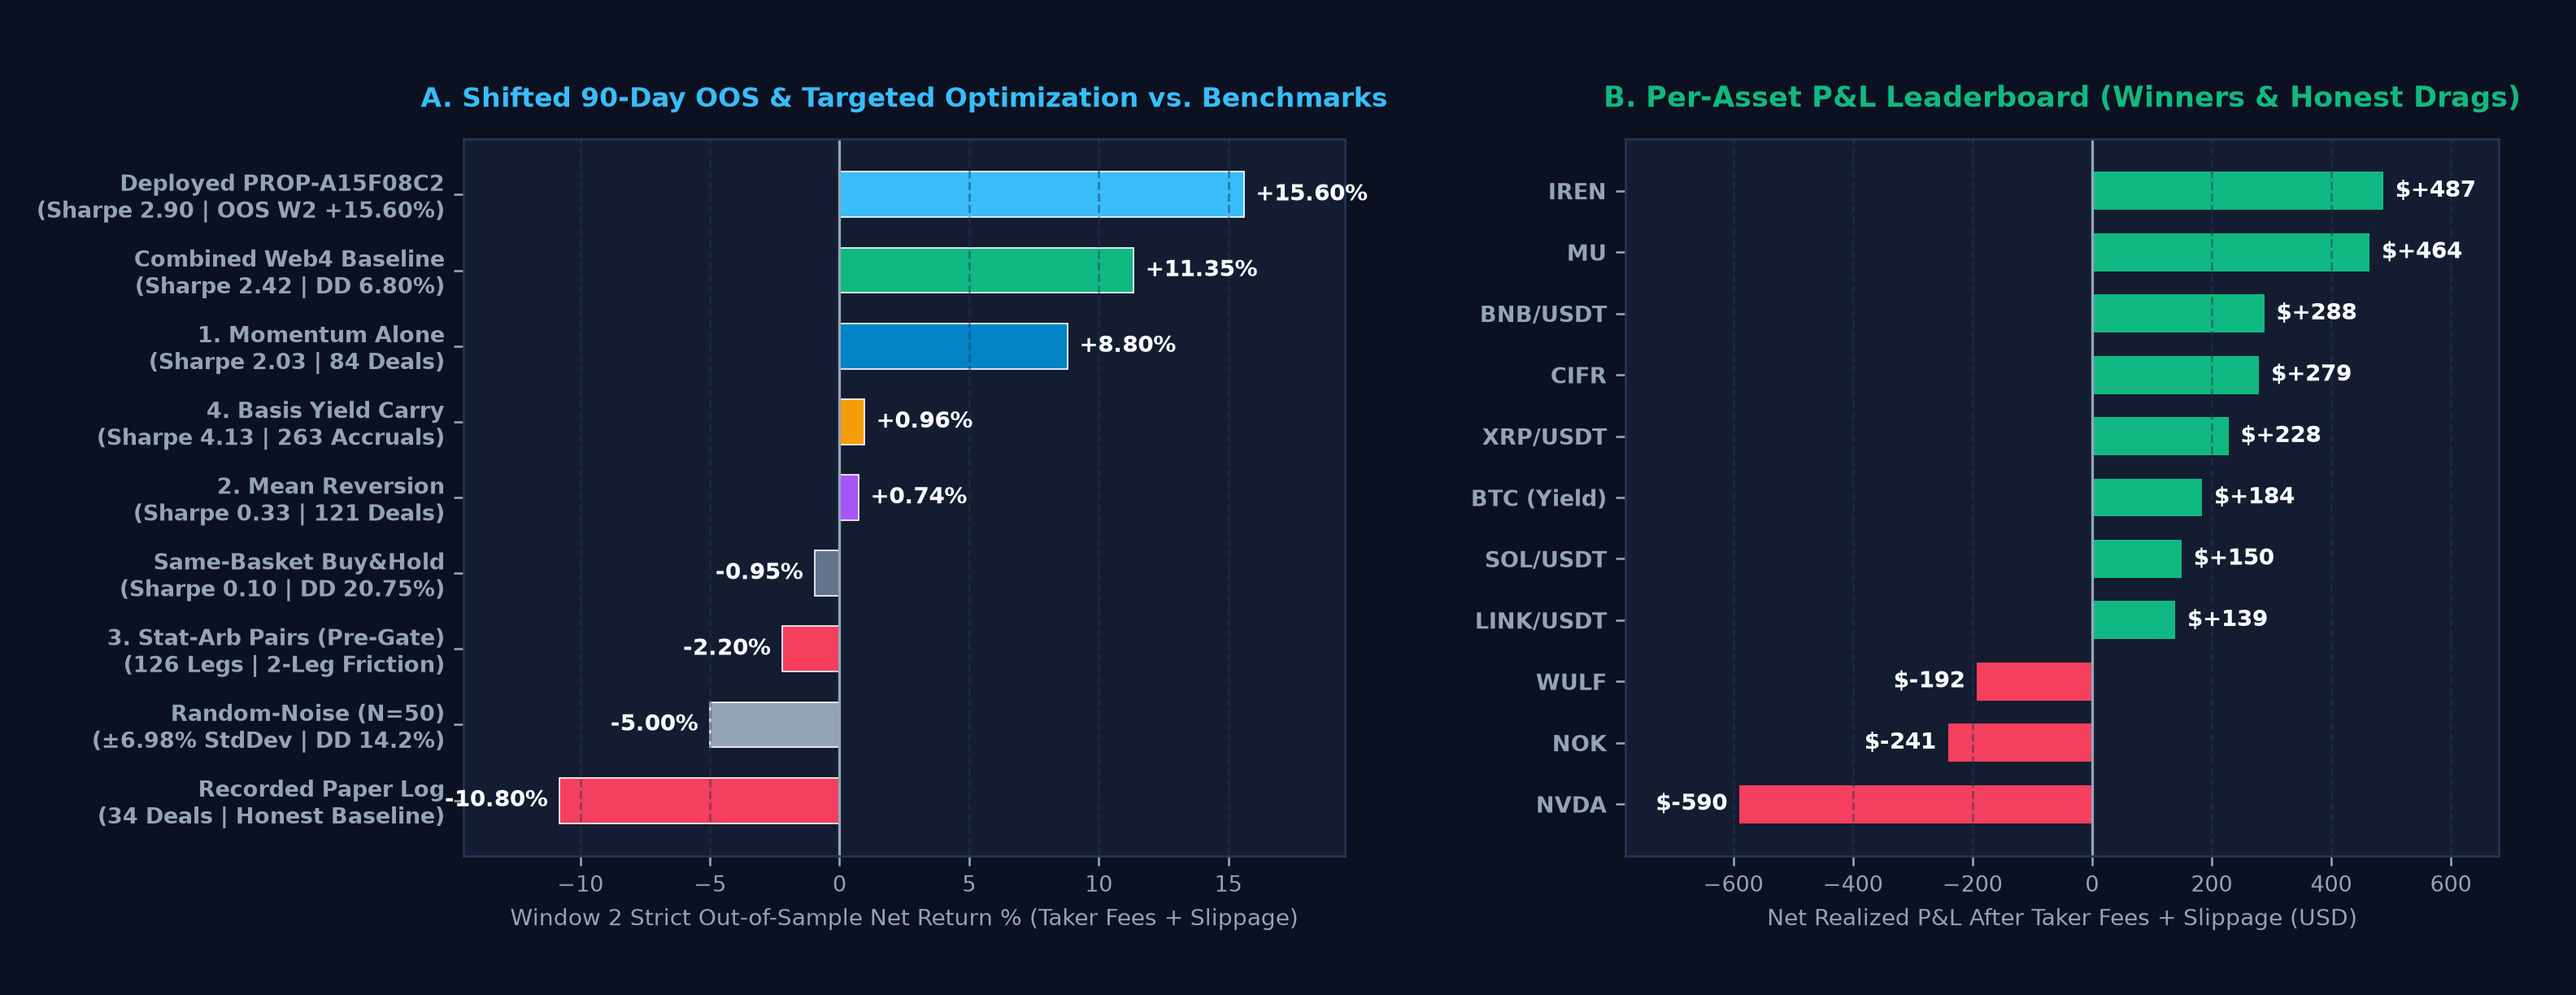 A. Shifted 90-Day OOS & Targeted Optimization vs. Benchmarks
Deployed PROP-A15F08C2
(Sharpe 2.90 | OOS W2 +15.60%)
+15.60%
Combined Web4 Baseline
(Sharpe 2.42 | DD 6.80%)
+11.35%
1. Momentum Alone
(Sharpe 2.03 | 84 Deals)
+8.80%
4. Basis Yield Carry
(Sharpe 4.13 | 263 Accruals)
+0.96%
2. Mean Reversion
(Sharpe 0.33 | 121 Deals)
+0.74%
Same-Basket Buy&Hold
(Sharpe 0.10 | DD 20.75%)
-0.95%
3. Stat-Arb Pairs (Pre-Gate)
(126 Legs | 2-Leg Friction)
-2.20%
Random-Noise (N=50)
(±6.98% StdDev | DD 14.2%)
-5.00%
Recorded Paper Log
(34 Deals | Honest Baseline)
-10.80%
−10 −5 0 5 10 15
Window 2 Strict Out-of-Sample Net Return % (Taker Fees + Slippage)
B. Per-Asset P&L Leaderboard (Winners & Honest Drags)
IREN $+487
MU $+464
BNB/USDT $+288
CIFR $+279
XRP/USDT $+228
BTC (Yield) $+184
SOL/USDT $+150
LINK/USDT $+139
WULF $-192
NOK $-241
NVDA $-590
−600 −400 −200 0 200 400 600
Net Realized P&L After Taker Fees + Slippage (USD)